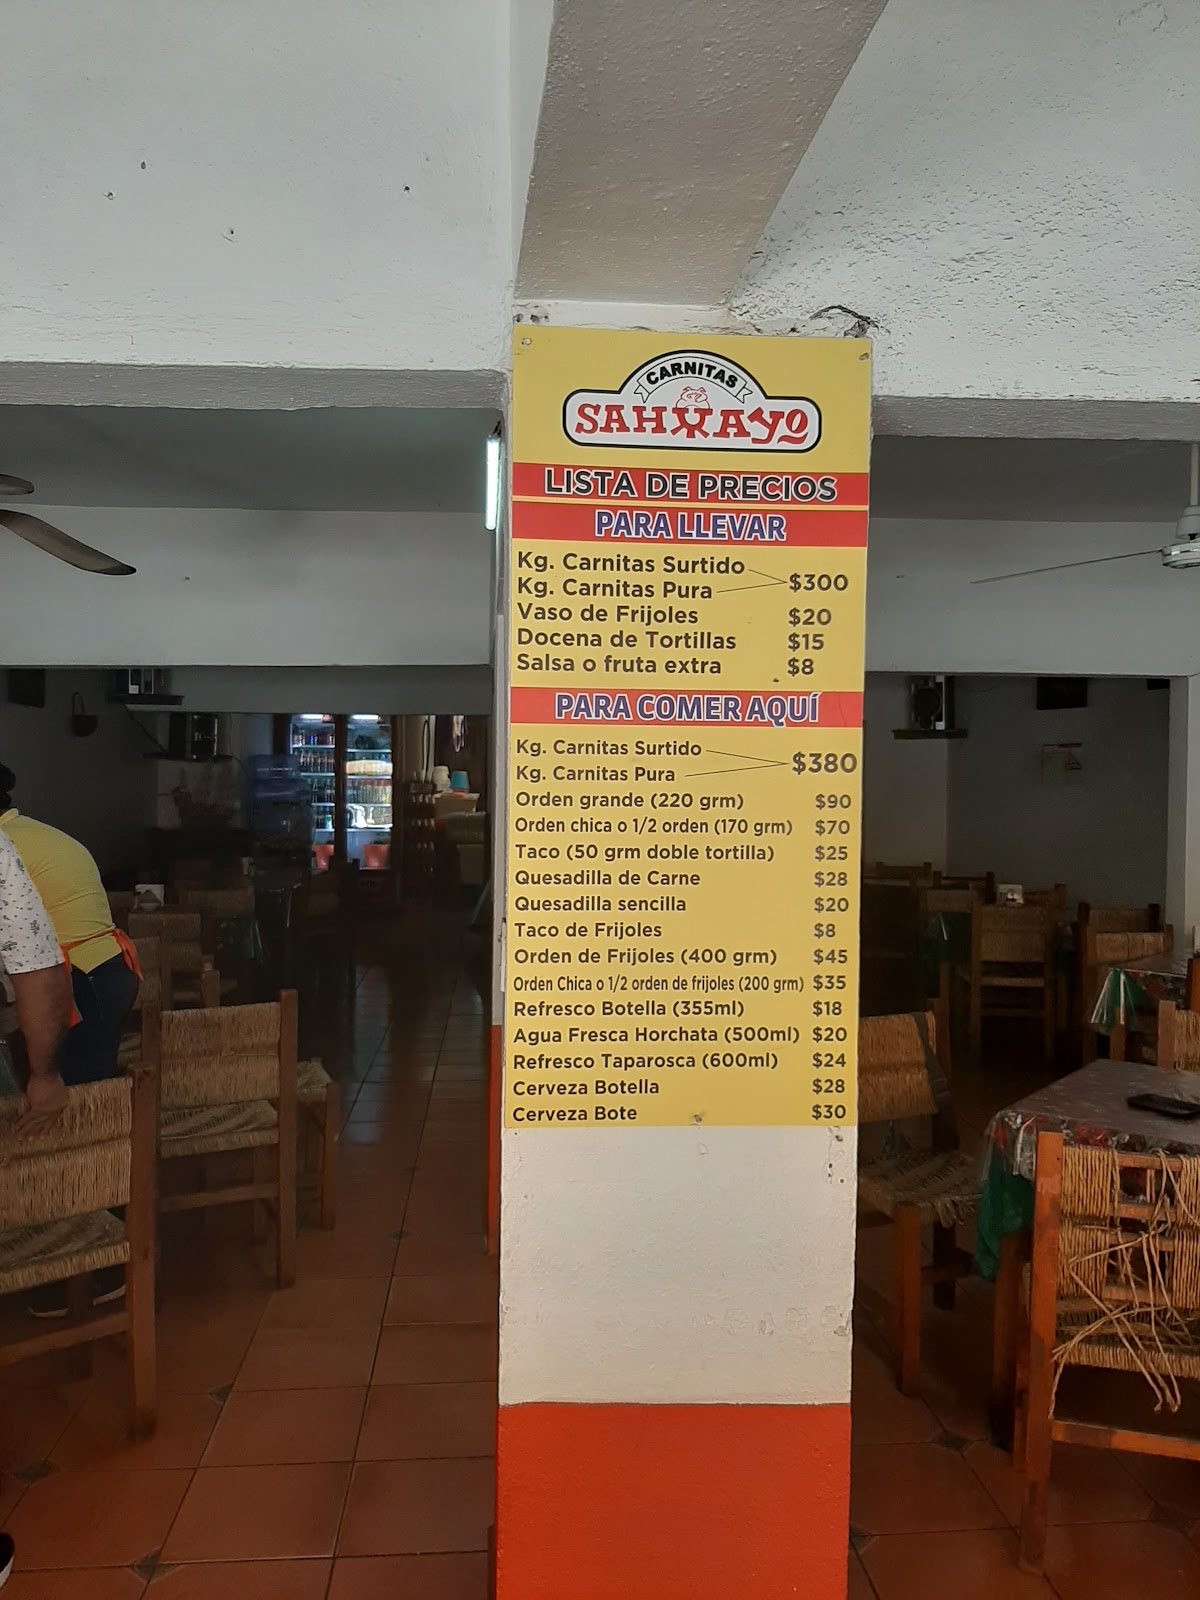 CARNITAS
SAHUAYO
LISTA DE PRECIOS
PARA LLEVAR
Kg. Carnitas Surtido
Kg. Carnitas Pura $300
Vaso de Frijoles $20
Docena de Tortillas $15
Salsa o fruta extra $8
PARA COMER AQUÍ
Kg. Carnitas Surtido
Kg. Carnitas Pura $380
Orden grande (220 grm) $90
Orden chica o 1/2 orden (170 grm) $70
Taco (50 grm doble tortilla) $25
Quesadilla de Carne $28
Quesadilla sencilla $20
Taco de Frijoles $8
Orden de Frijoles (400 grm) $45
Orden Chica o 1/2 orden de frijoles (200 grm) $35
Refresco Botella (355ml) $18
Agua Fresca Horchata (500ml) $20
Refresco Taparosca (600ml) $24
Cerveza Botella $28
Cerveza Bote $30